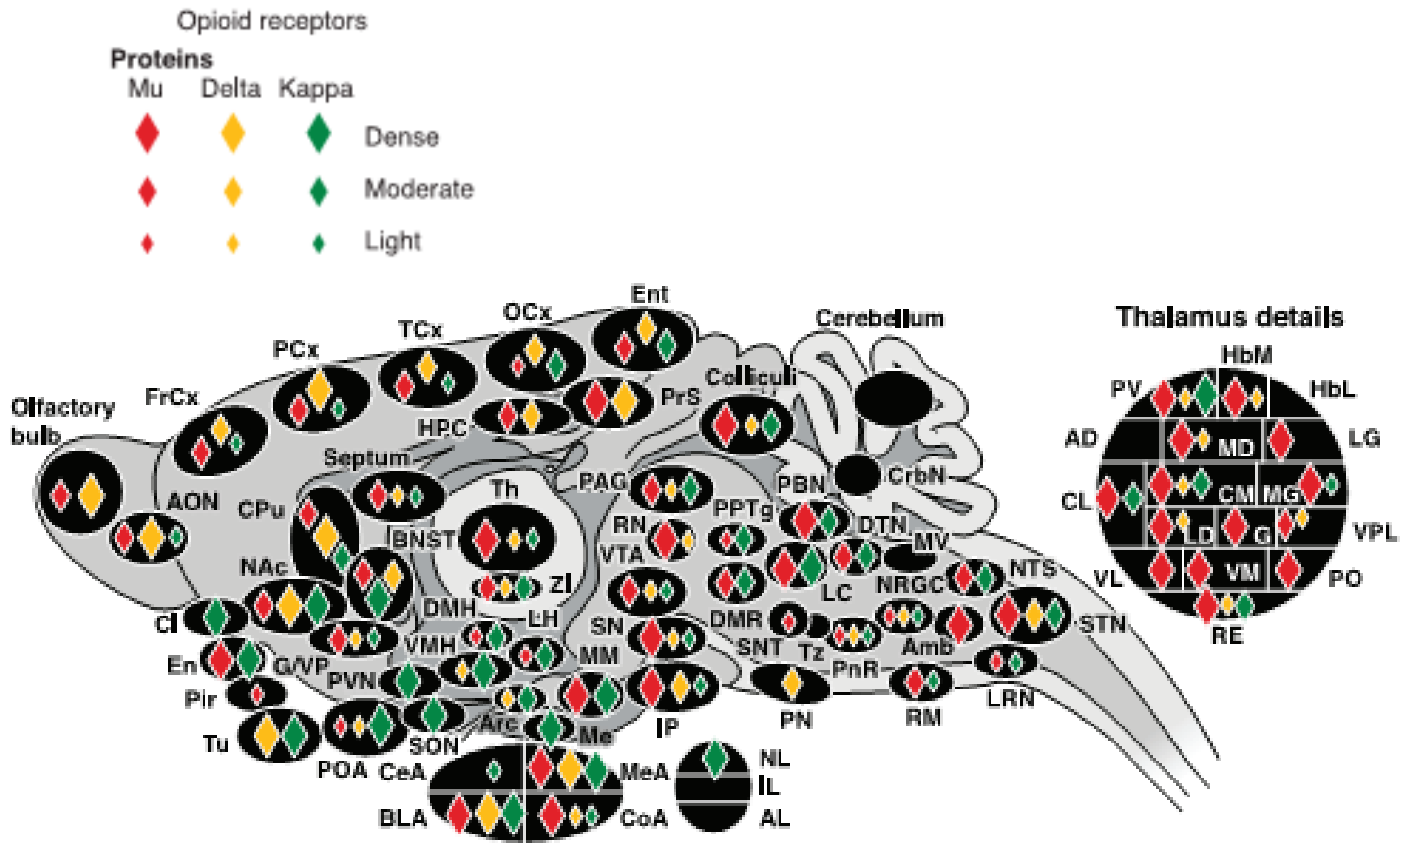 Opioid receptors
Proteins
Mu Delta Kappa
Dense
Moderate
Light
Ent
OCx
TCx
PCx
FrCx
Olfactory
bulb
Cerebellum
Thalamus details
HbM
PV
HbL
Colliculi
PrS
HPC
AD
MD
LG
Septum
AON
CPu
Th
PAG
PBN
CrbN
CL
CM
MG
PPTg
BNST
RN
DTN
MV
LD
G
VPL
VTA
NAc
ZI
LC
NRGC
NTS
VL
VM
PO
DMH
LH
Cl
SN
DMR
STN
RE
VMH
SNT
Tz
Amb
En
G/VP
MM
PnR
PVN
Pir
LRN
Arc
IP
PN
RM
Tu
SON
Me
POA
CeA
MeA
NL
IL
BLA
CoA
AL